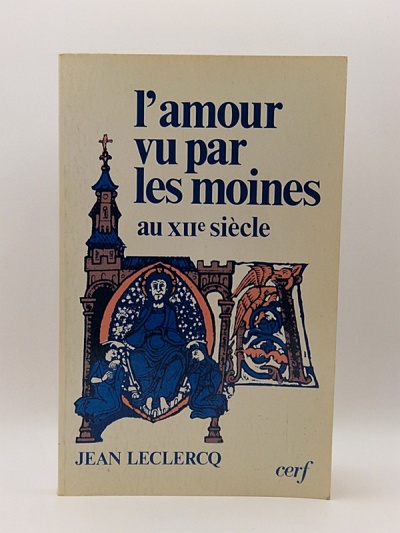 l'amour
vu par
les moines
au XIIe siècle
JEAN LECLERCQ
cerf